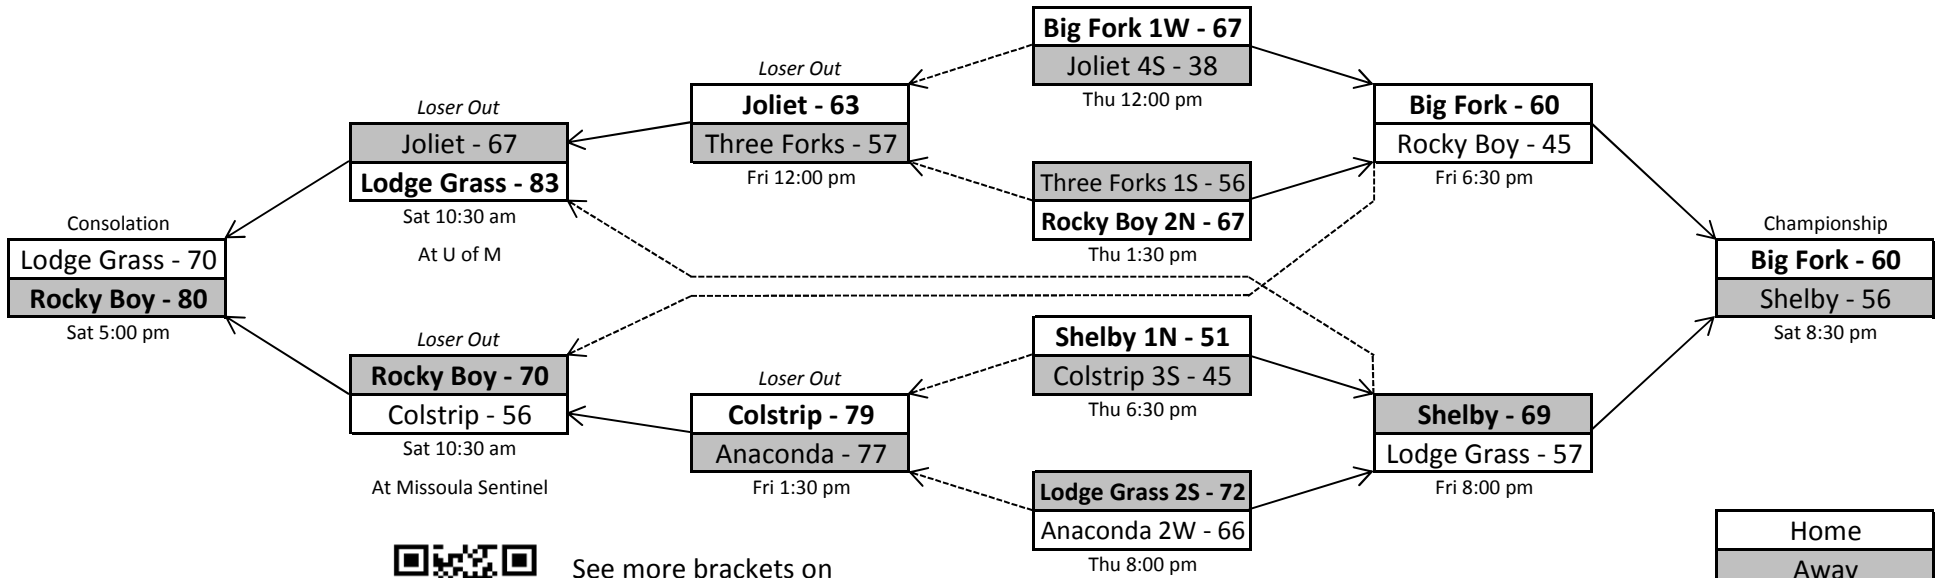 Consolation
Lodge Grass - 70
Rocky Boy - 80
Sat 5:00 pm
Loser Out
Joliet - 67
Lodge Grass - 83
Sat 10:30 am
At U of M
Loser Out
Rocky Boy - 70
Colstrip - 56
Sat 10:30 am
At Missoula Sentinel
Loser Out
Joliet - 63
Three Forks - 57
Fri 12:00 pm
Loser Out
Colstrip - 79
Anaconda - 77
Fri 1:30 pm
Big Fork 1W - 67
Joliet 4S - 38
Thu 12:00 pm
Three Forks 1S - 56
Rocky Boy 2N - 67
Thu 1:30 pm
Shelby 1N - 51
Colstrip 3S - 45
Thu 6:30 pm
Lodge Grass 2S - 72
Anaconda 2W - 66
Thu 8:00 pm
Big Fork - 60
Rocky Boy - 45
Fri 6:30 pm
Shelby - 69
Lodge Grass - 57
Fri 8:00 pm
Championship
Big Fork - 60
Shelby - 56
Sat 8:30 pm
See more brackets on
Home
Away